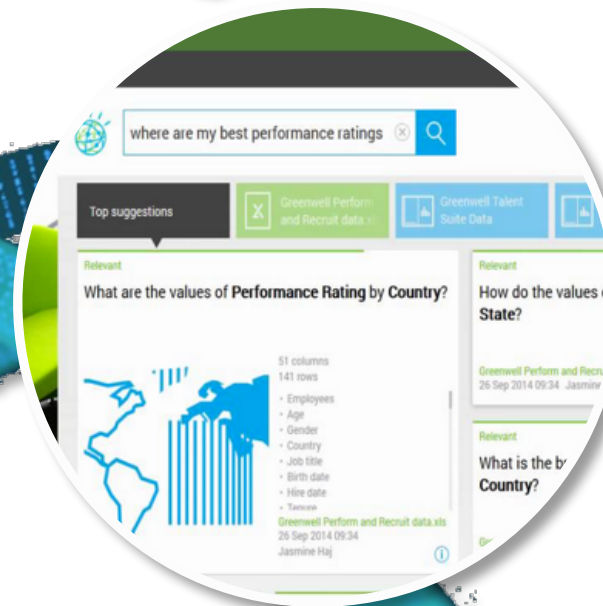 where are my best performance ratings
Top suggestions
X
Greenwell Perform
and Recruit data.xl
Greenwell Talent
Suite Data
Relevant
What are the values of Performance Rating by Country?
51 columns
141 rows
• Employees
• Age
• Gender
• Country
• Job title
• Birth date
• Hire date
• Tenure
Greenwell Perform and Recruit data.xls
26 Sep 2014 09:34
Jasmine Haj
Relevant
How do the values
State?
Greenwell Perform and Recru
26 Sep 2014 09:34 Jasmine
Relevant
What is the
Country?